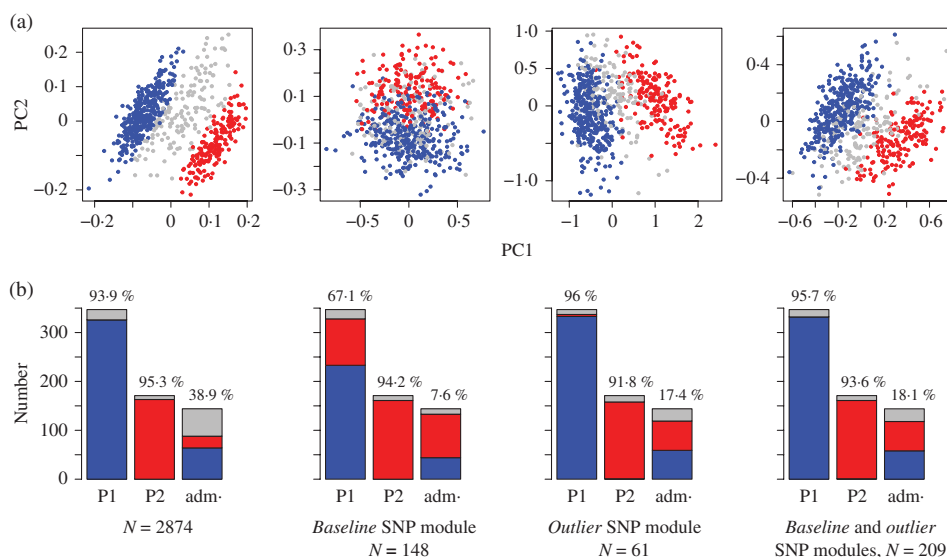 (a)
PC2
0·2
0·1
0
−0·2
−0·2
0
0·1
0·2
0·3
0·1
−0·1
−0·3
−0·5
0
0·5
1·0
0·5
0
−1·0
−1
0
1
2
0·4
0
−0·4
−0·6
−0·2
0·2
0·6
PC1
(b)
Number
300
200
100
0
93·9 %
95·3 %
38·9 %
67·1 %
94·2 %
7·6 %
96 %
91·8 %
17·4 %
95·7 %
93·6 %
18·1 %
P1 P2 adm·
P1 P2 adm·
P1 P2 adm·
P1 P2 adm·
N = 2874
Baseline SNP module
N = 148
Outlier SNP module
N = 61
Baseline and outlier
SNP modules, N = 209